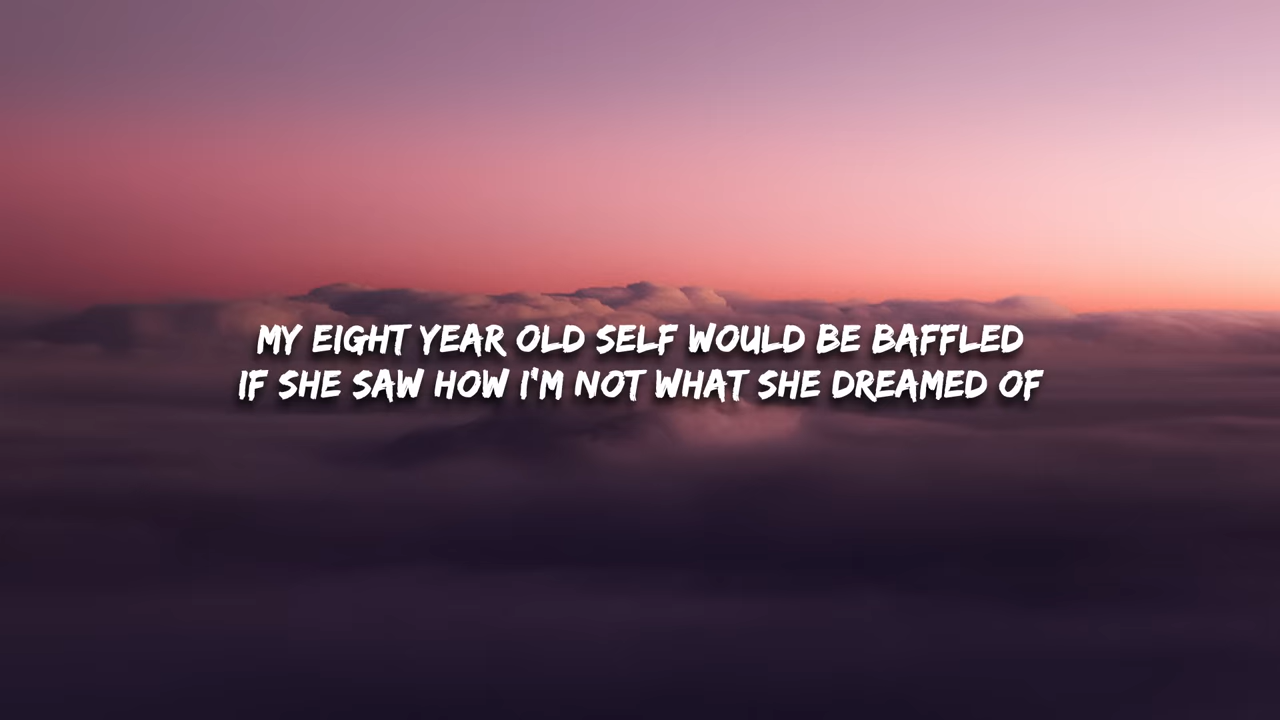 MY EIGHT YEAR OLD SELF WOULD BE BAFFLED
IF SHE SAW HOW I'M NOT WHAT SHE DREAMED OF